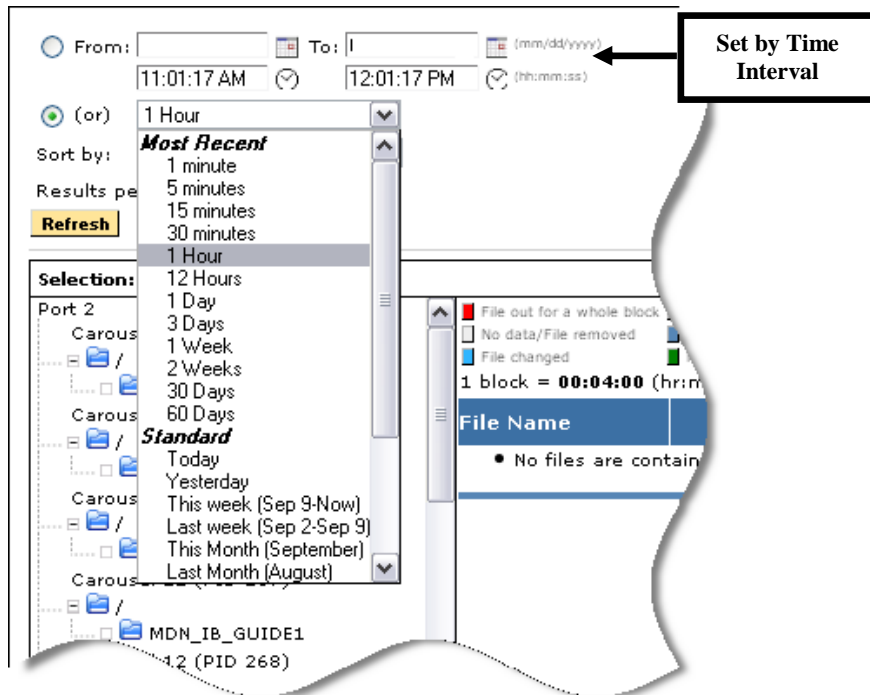 From: To: (mm/dd/yyyy)
Set by Time
Interval
11:01:17 AM 12:01:17 PM (hh:mm:ss)
(or) 1 Hour
Most Recent
Sort by:
1 minute
5 minutes
Results pe
15 minutes
30 minutes
Refresh
1 Hour
12 Hours
Selection:
1 Day
3 Days
1 Week
2 Weeks
30 Days
60 Days
Standard
Today
Yesterday
This week (Sep 9-Now)
Last week (Sep 2-Sep 9)
This Month (September)
Last Month (August)
Port 2
Carous
/
Carous
/
Carous
/
Carous
/
MDN_IB_GUIDE1
12 (PID 268)
File out for a whole block
No data/File removed
File changed
1 block = 00:04:00 (hr:m
File Name
No files are contain